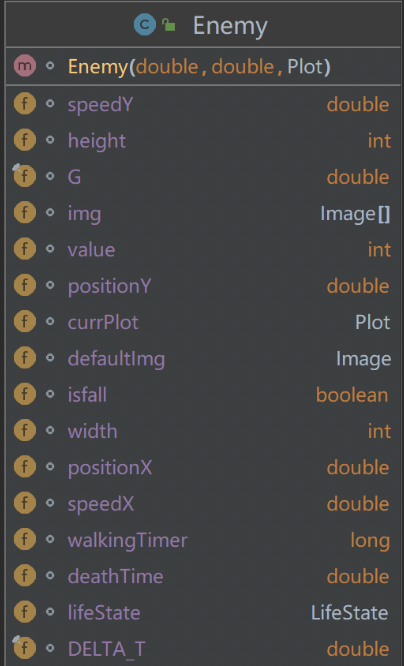 C Enemy
m Enemy(double, double, Plot)
f speedY double
f height int
f G double
f img Image[]
f value int
f positionY double
f currPlot Plot
f defaultImg Image
f isfall boolean
f width int
f positionX double
f speedX double
f walkingTimer long
f deathTime double
f lifeState LifeState
f DELTA_T double